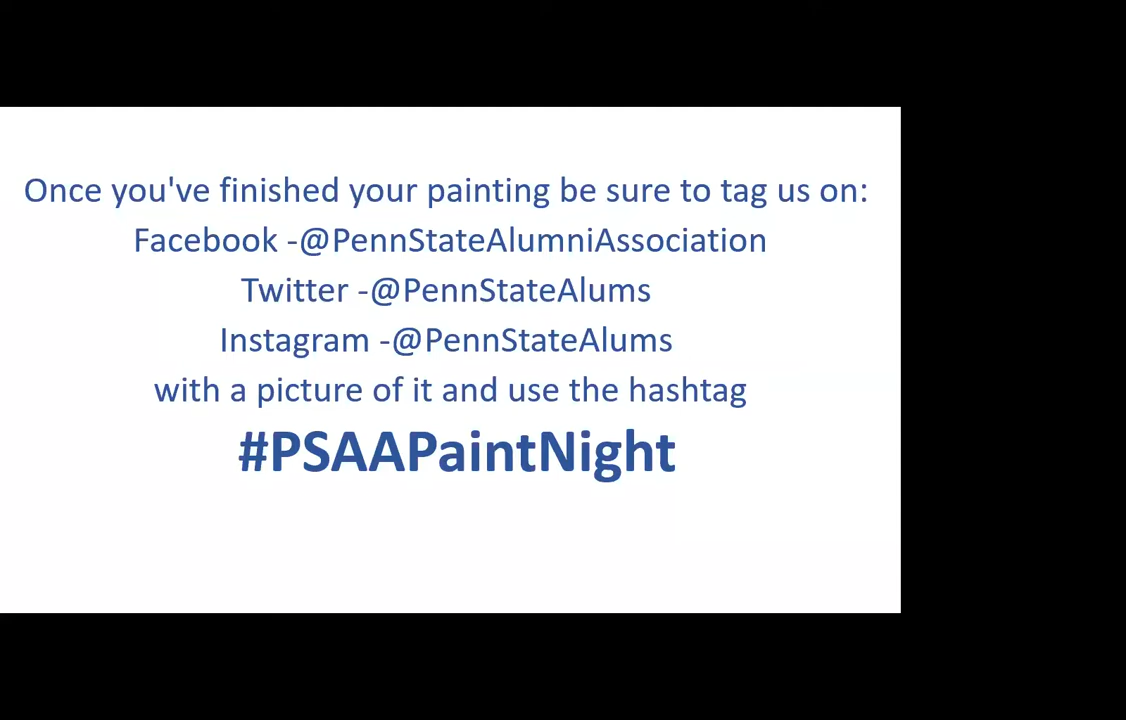 Once you've finished your painting be sure to tag us on:
Facebook -@PennStateAlumniAssociation
Twitter -@PennStateAlums
Instagram -@PennStateAlums
with a picture of it and use the hashtag
#PSAAPaintNight